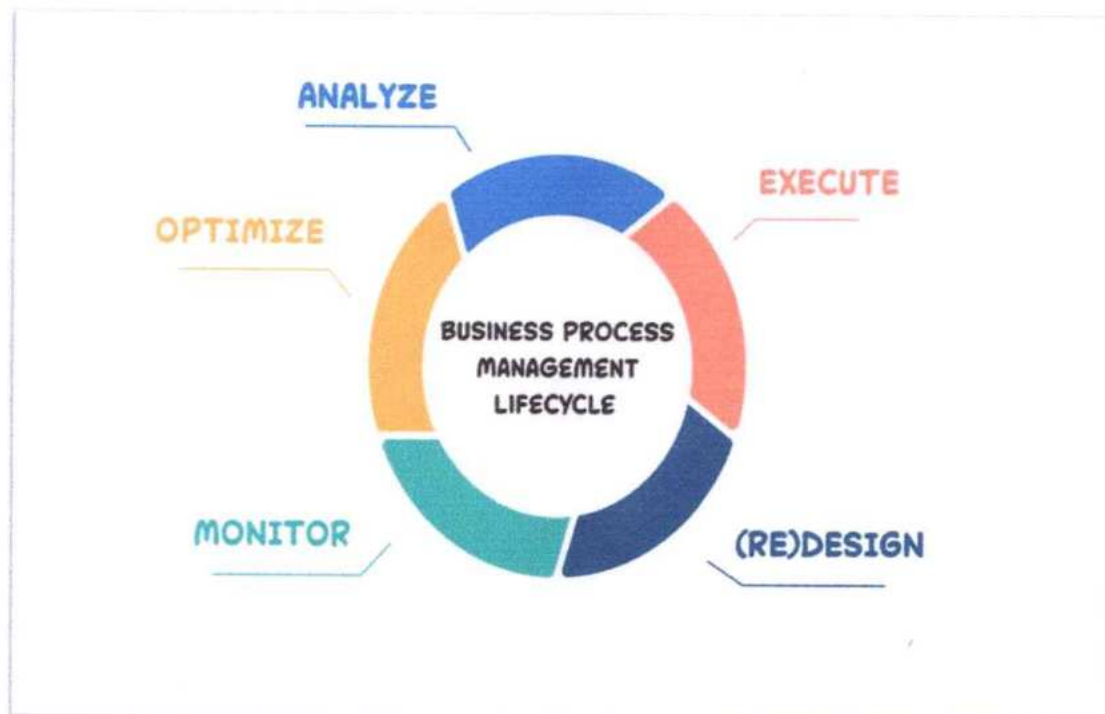 ANALYZE
EXECUTE
OPTIMIZE
BUSINESS PROCESS
MANAGEMENT
LIFECYCLE
MONITOR
(RE)DESIGN